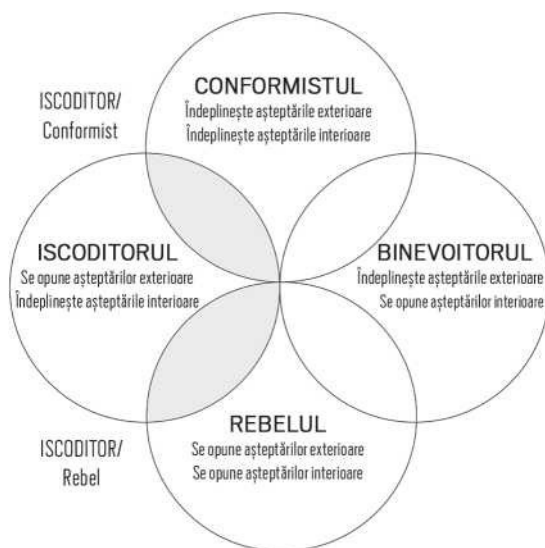 ISCODITOR/
Conformist
CONFORMISTUL
Îndeplinește așteptările exterioare
Îndeplinește așteptările interioare
ISCODITORUL
Se opune așteptărilor exterioare
Îndeplinește așteptările interioare
BINEVOITORUL
Îndeplinește așteptările exterioare
Se opune așteptărilor interioare
REBELUL
Se opune așteptărilor exterioare
Se opune așteptărilor interioare
ISCODITOR/
Rebel